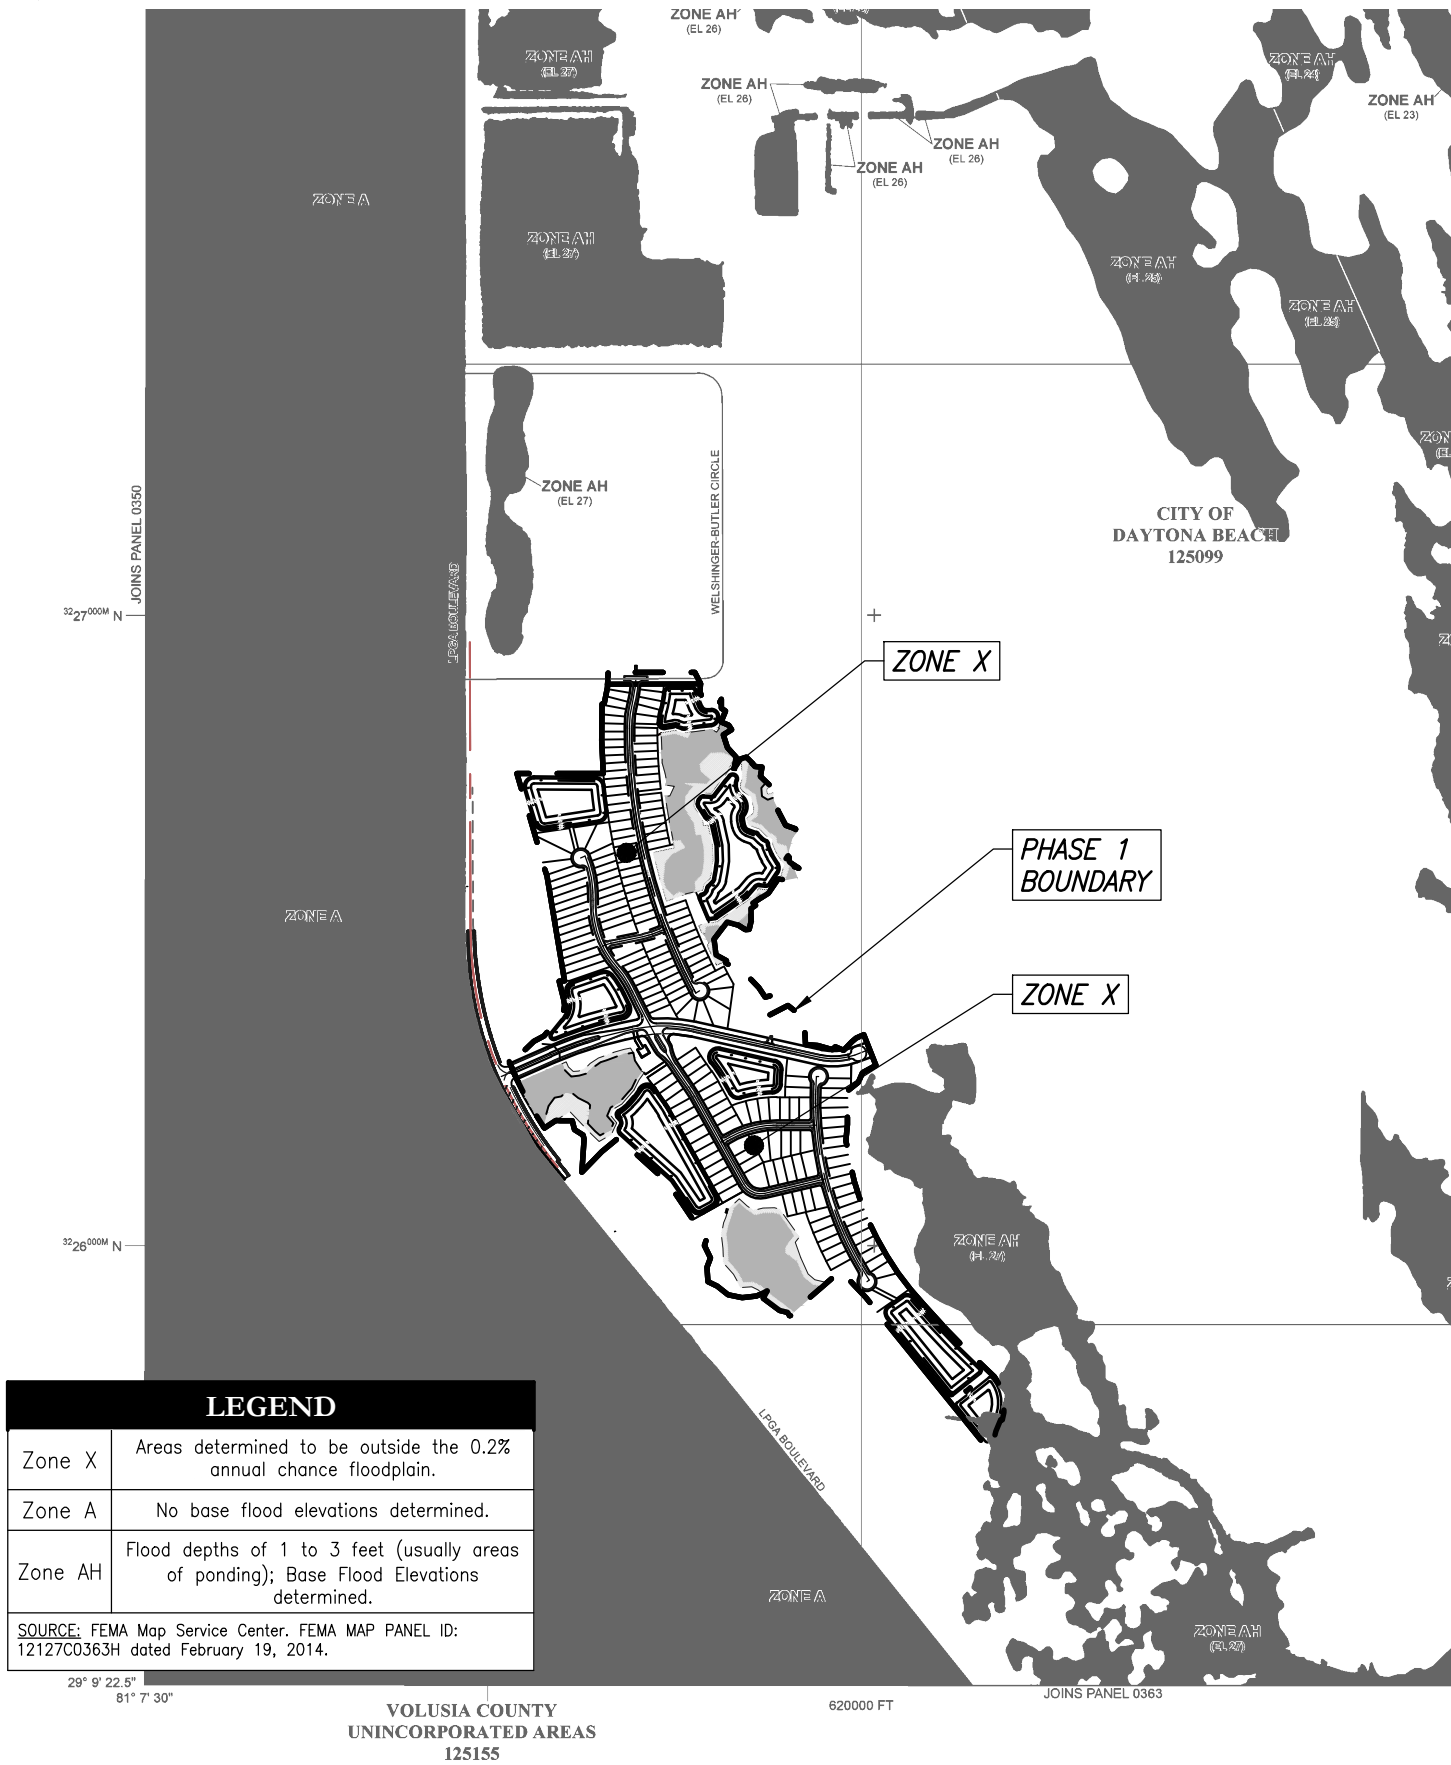 ZONE AH
(EL 26)
ZONE AH
(EL 27)
ZONE AH
(EL 26)
ZONE AH
(EL 24)
ZONE AH
(EL 23)
ZONE AH
(EL 26)
ZONE AH
(EL 26)
ZONE A
ZONE AH
(EL 27)
ZONE AH
ZONE AH
ZONE AH
(EL 27)
WELSHINGER-BUTLER CIRCLE
JOINS PANEL 0350
CITY OF
DAYTONA BEACH
125099
LPGA BOULEVARD
3227000M N
ZONE X
PHASE 1
BOUNDARY
ZONE A
ZONE X
3226000M N
ZONE AH
LPGA BOULEVARD
ZONE A
ZONE AH
(EL 27)
LEGEND
Zone X
Areas determined to be outside the 0.2%
annual chance floodplain.
Zone A
No base flood elevations determined.
Zone AH
Flood depths of 1 to 3 feet (usually areas
of ponding); Base Flood Elevations
determined.
SOURCE: FEMA Map Service Center. FEMA MAP PANEL ID:
12127C0363H dated February 19, 2014.
29° 9' 22.5"
81° 7' 30"
JOINS PANEL 0363
620000 FT
VOLUSIA COUNTY
UNINCORPORATED AREAS
125155